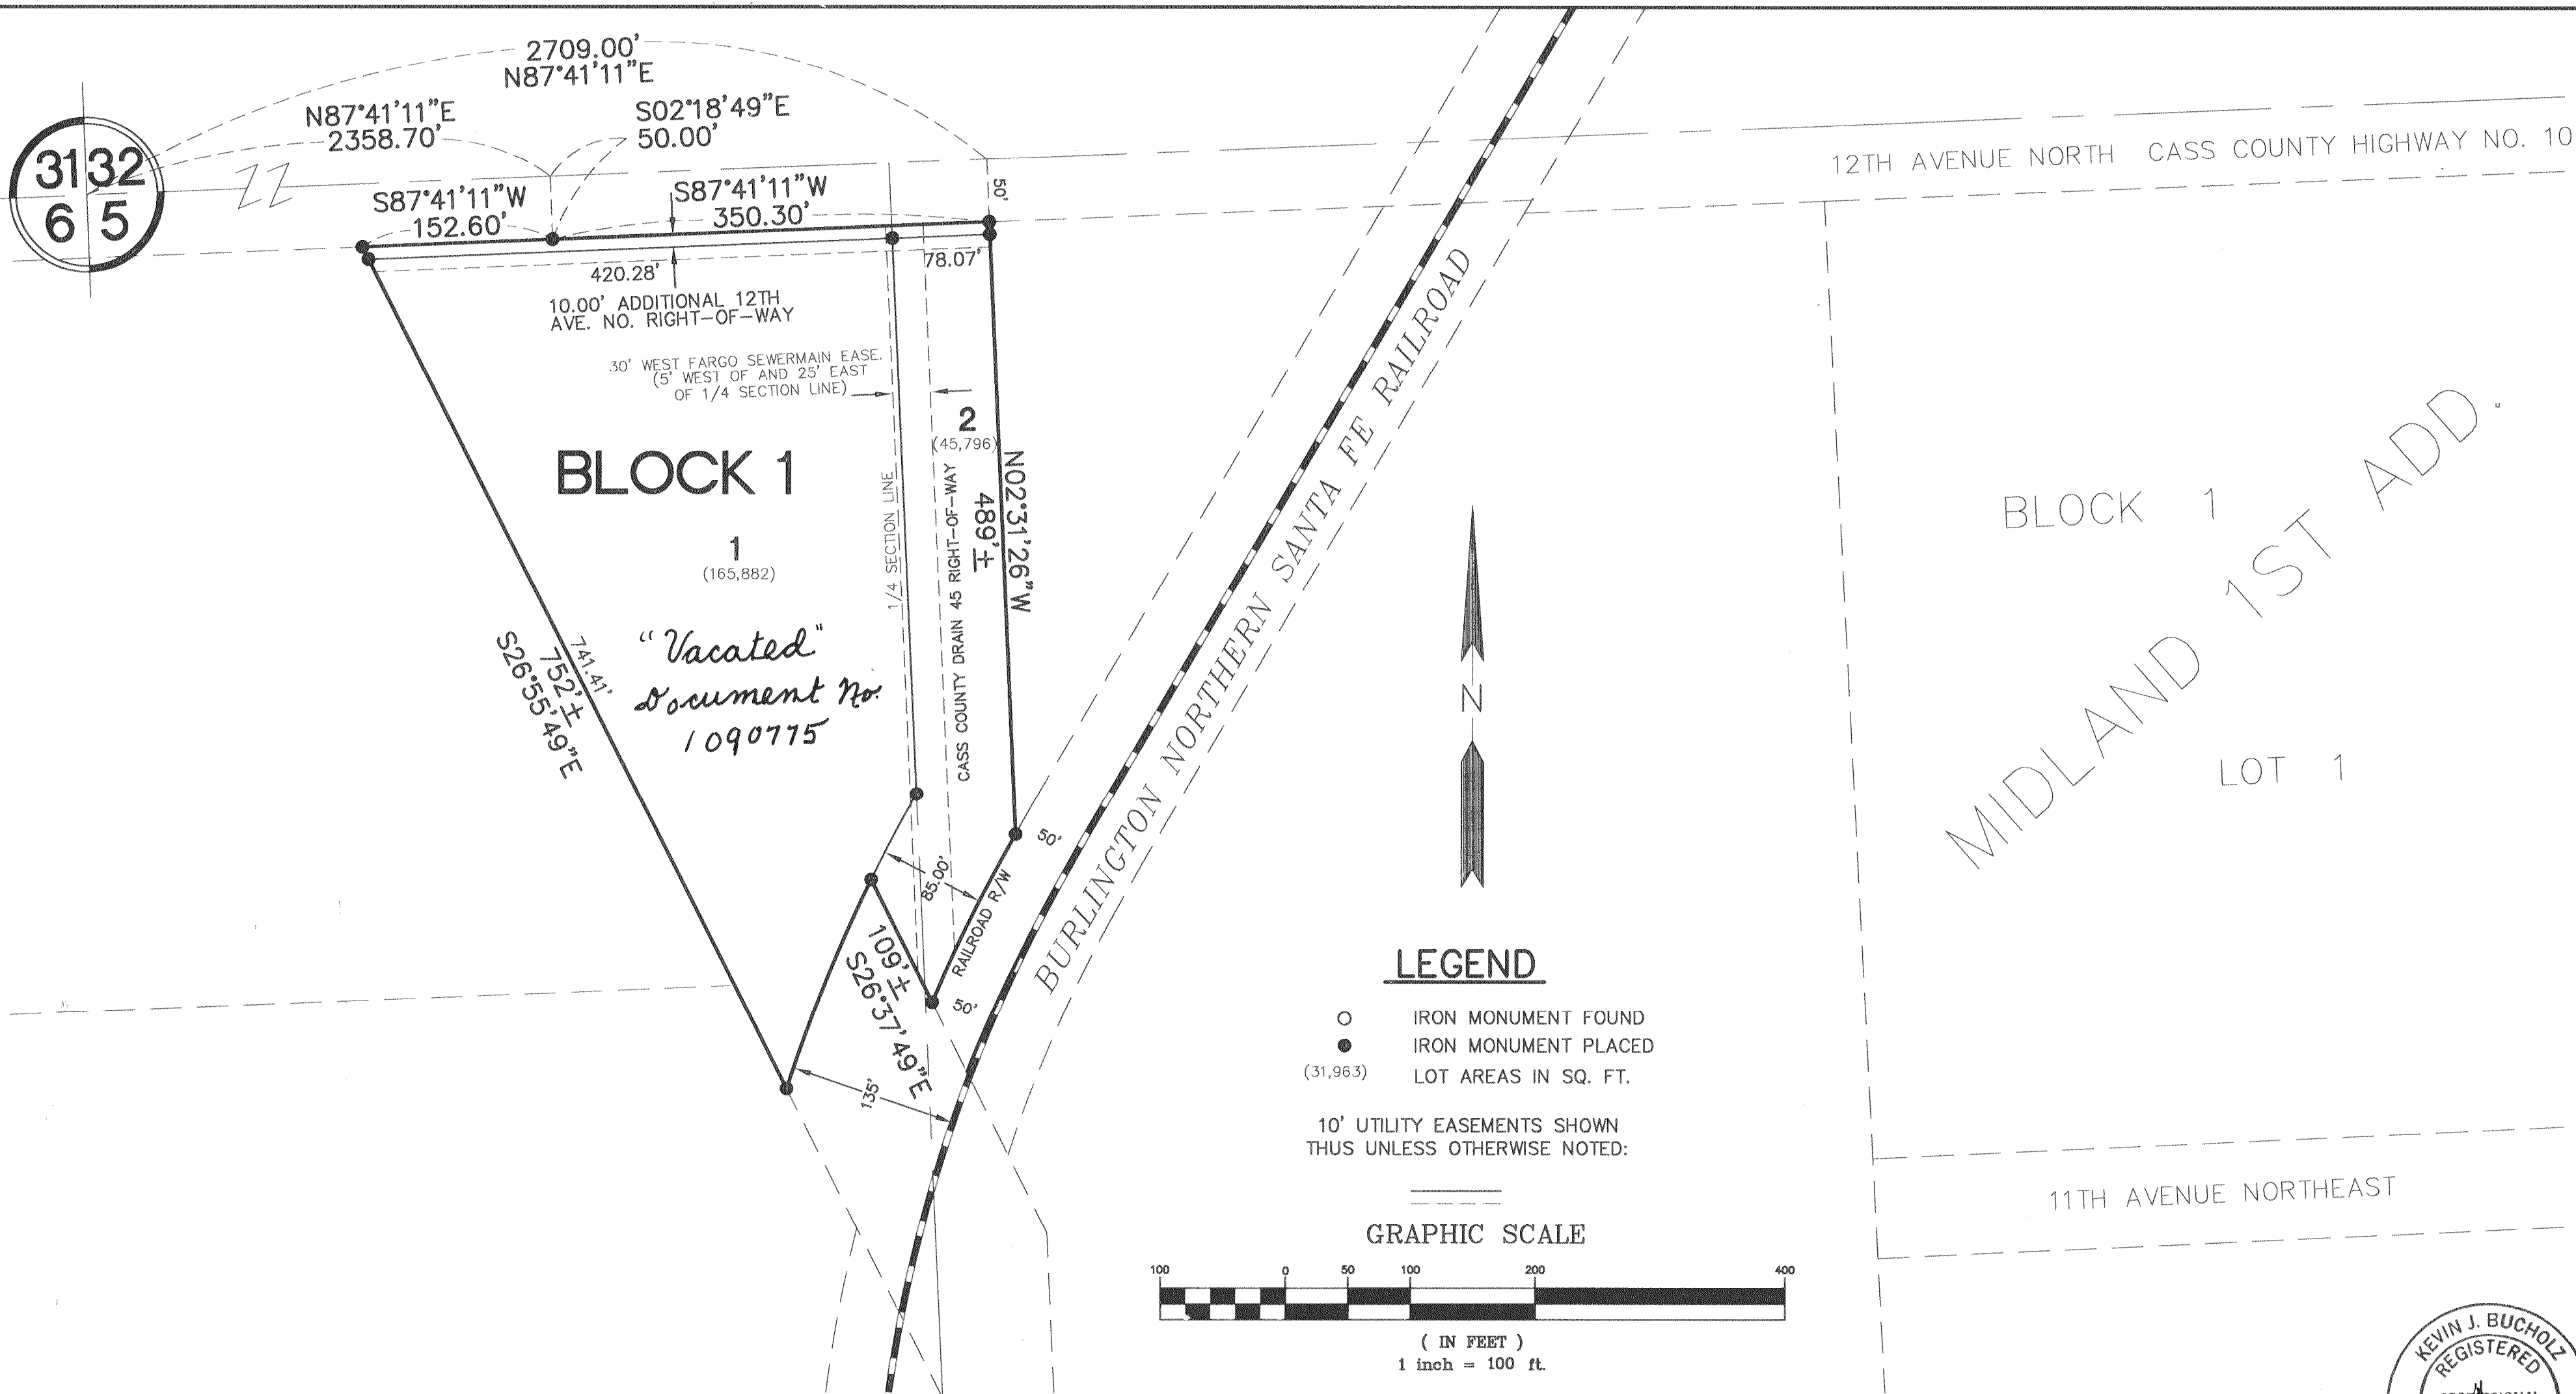 2709.00'
N87°41'11"E
N87°41'11"E
2358.70'
S02°18'49"E
50.00'
31 32
6 5
S87°41'11"W
152.60'
S87°41'11"W
350.30'
50'
12TH AVENUE NORTH CASS COUNTY HIGHWAY NO. 10
420.28'
78.07'
10.00' ADDITIONAL 12TH
AVE. NO. RIGHT-OF-WAY
30' WEST FARGO SEWERMAIN EASE.
(5' WEST OF AND 25' EAST
OF 1/4 SECTION LINE)
2
(45,796)
BLOCK 1
1
(165,882)
1/4 SECTION LINE
CASS COUNTY DRAIN 45 RIGHT-OF-WAY
N02°31'26"W
489'±
"Vacated"
Document No.
1090775
741.41'
752'±
S26°55'49"E
50'
85.00'
RAILROAD R/W
50'
109'±
S26°37'49"E
135'
BURLINGTON NORTHERN SANTA FE RAILROAD
N
BLOCK 1
MIDLAND 1ST ADD.
LOT 1
11TH AVENUE NORTHEAST
LEGEND
IRON MONUMENT FOUND
IRON MONUMENT PLACED
(31,963) LOT AREAS IN SQ. FT.
10' UTILITY EASEMENTS SHOWN
THUS UNLESS OTHERWISE NOTED:
GRAPHIC SCALE
100 0 50 100 200 400
( IN FEET )
1 inch = 100 ft.
KEVIN J. BUCHOLZ
REGISTERED